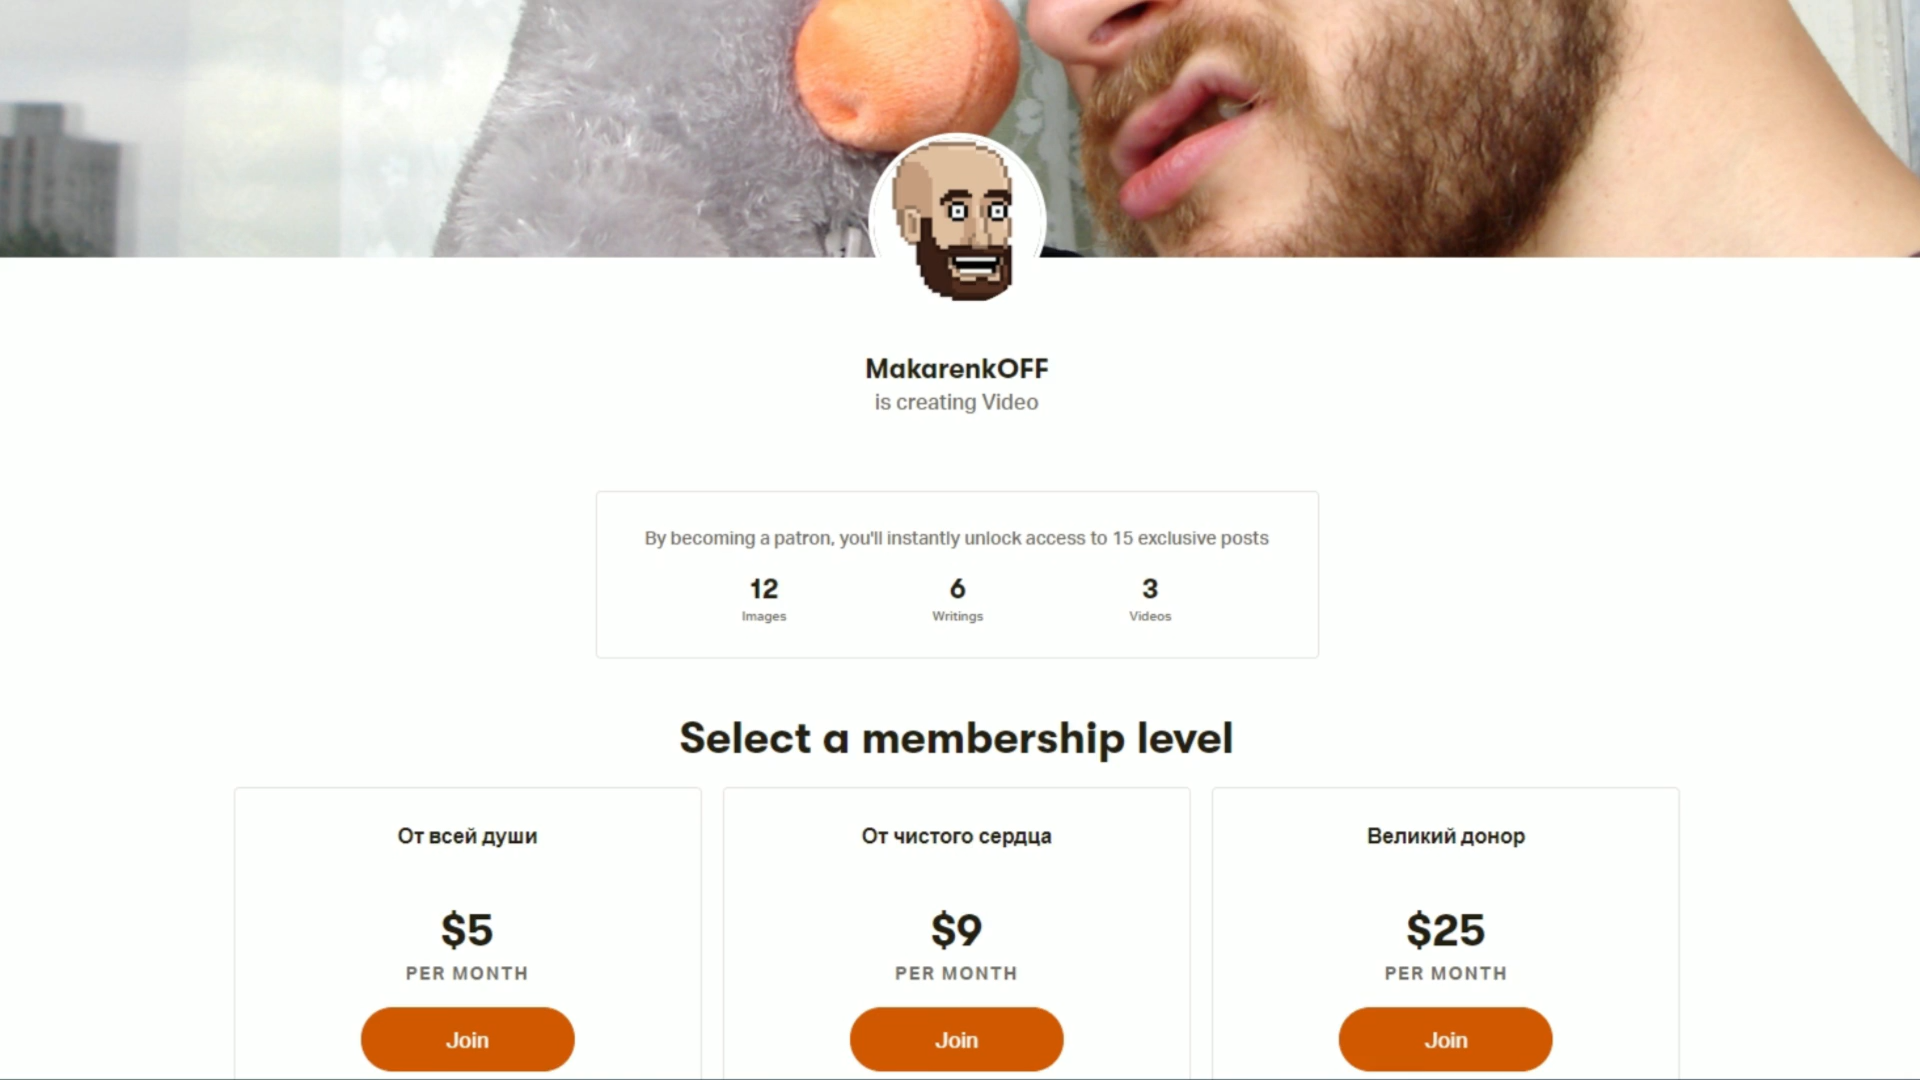 MakarenkOFF
is creating Video
By becoming a patron, you'll instantly unlock access to 15 exclusive posts
12
Images
6
Writings
3
Videos
Select a membership level
От всей души
$5
PER MONTH
Join
От чистого сердца
$9
PER MONTH
Join
Великий донор
$25
PER MONTH
Join